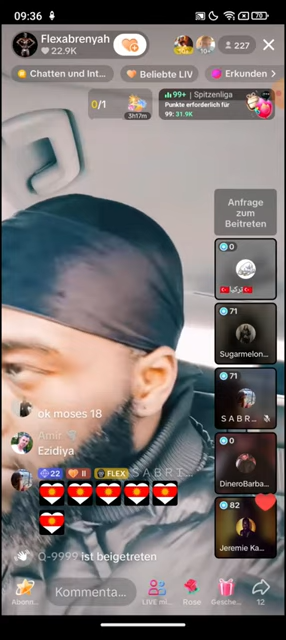 09:36
70
Flexabrenyah
22.9K
10+
227
Chatten und Int...
Beliebte LIV
Erkunden >
0/1
3h17m
99+ | Spitzenliga
Punkte erforderlich für
99: 31.9K
Anfrage
zum
Beitreten
0
71
Sugarmelon...
71
S A B R...
0
DineroBarba...
82
Jeremie Ka...
ok moses 18
Amir
Ezidiya
22 II FLEX S A B R I...
Q-9999 ist beigetreten
Abonn...
Kommenta...
LIVE mi...
Rose
Gesche...
12